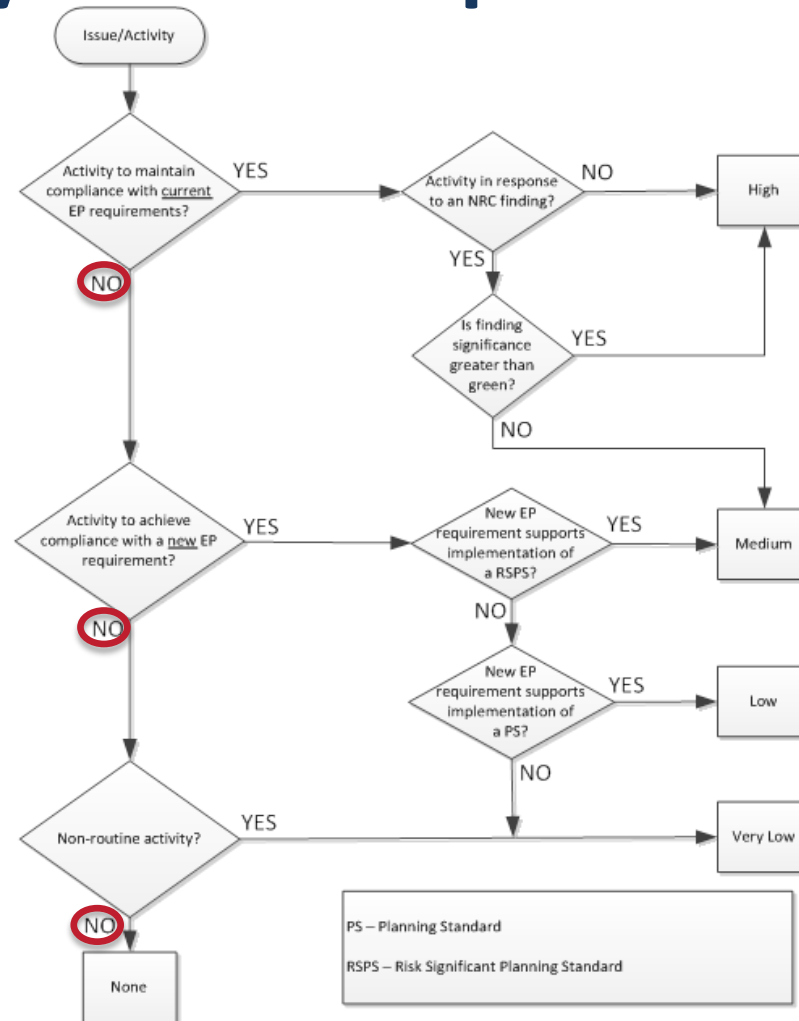 Issue/Activity
Activity to maintain
compliance with current
EP requirements?
YES
Activity in response
to an NRC finding?
NO
High
NO
YES
Is finding
significance
greater than
green?
YES
NO
Activity to achieve
compliance with a new EP
requirement?
YES
New EP
requirement supports
implementation of
a RSPS?
YES
Medium
NO
NO
New EP
requirement supports
implementation of
a PS?
YES
Low
NO
Non-routine activity?
YES
Very Low
NO
None
PS – Planning Standard
RSPS – Risk Significant Planning Standard